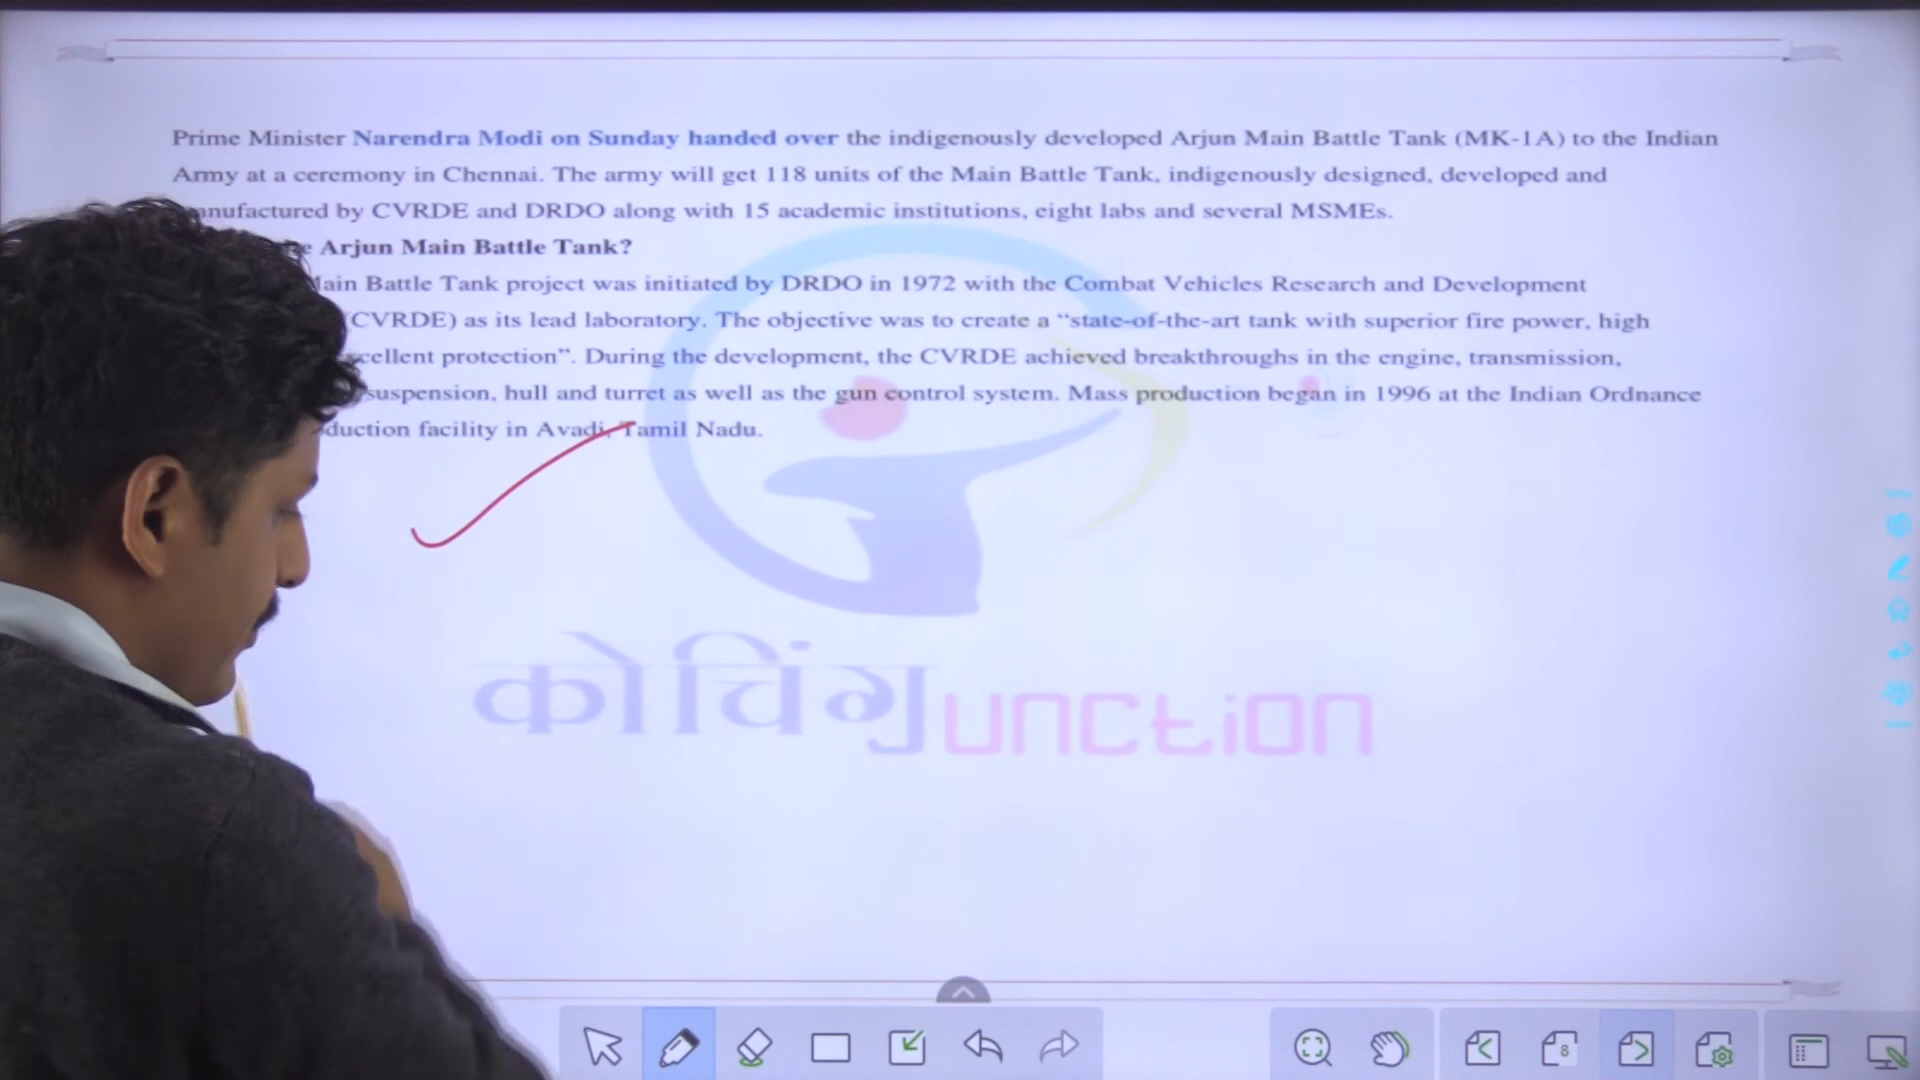 Prime Minister Narendra Modi on Sunday handed over the indigenously developed Arjun Main Battle Tank (MK-1A) to the Indian
Army at a ceremony in Chennai. The army will get 118 units of the Main Battle Tank, indigenously designed, developed and
anufactured by CVRDE and DRDO along with 15 academic institutions, eight labs and several MSMEs.
e Arjun Main Battle Tank?
Main Battle Tank project was initiated by DRDO in 1972 with the Combat Vehicles Research and Development
(CVRDE) as its lead laboratory. The objective was to create a “state-of-the-art tank with superior fire power, high
cellent protection”. During the development, the CVRDE achieved breakthroughs in the engine, transmission,
suspension, hull and turret as well as the gun control system. Mass production began in 1996 at the Indian Ordnance
duction facility in Avadi, Tamil Nadu.
कोचिंग Junction
8